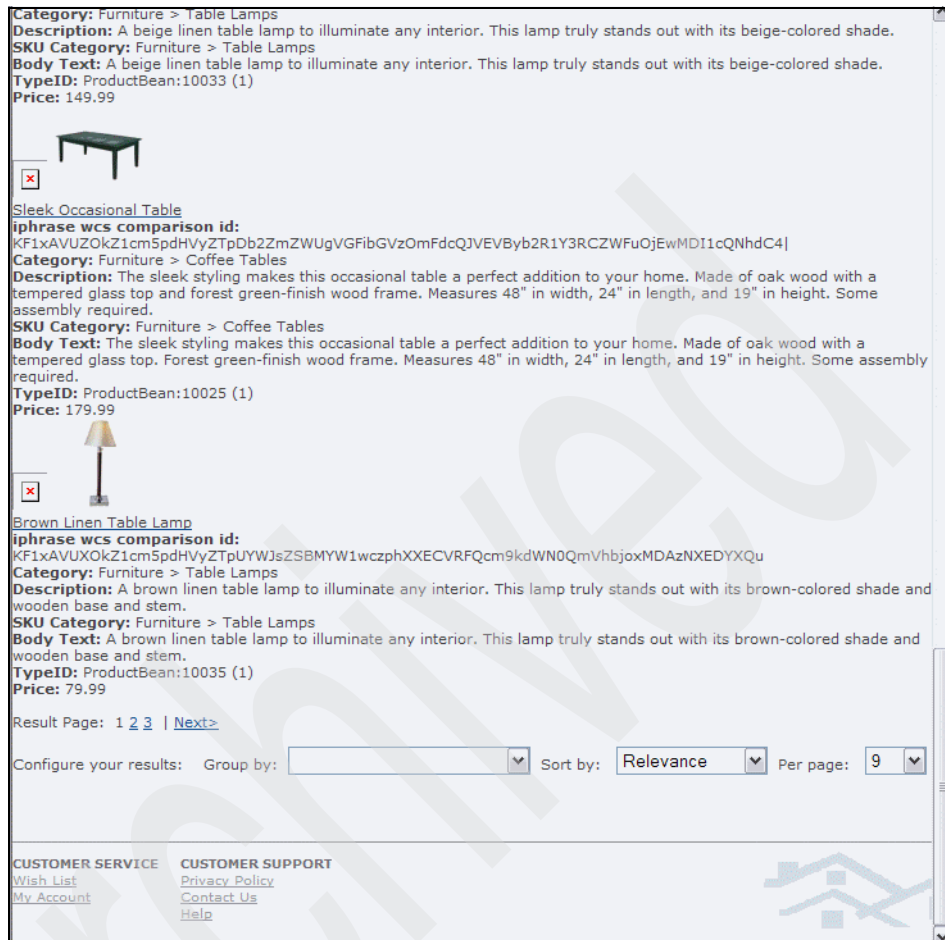 Category: Furniture > Table Lamps
Description: A beige linen table lamp to illuminate any interior. This lamp truly stands out with its beige-colored shade.
SKU Category: Furniture > Table Lamps
Body Text: A beige linen table lamp to illuminate any interior. This lamp truly stands out with its beige-colored shade.
TypeID: ProductBean:10033 (1)
Price: 149.99
Sleek Occasional Table
iphrase wcs comparison id:
KF1xAVUZOkZ1cm5pdHVyZTpDb2ZmZWUgVGFibGVzOmFdcQJVEVByb2R1Y3RCZWFuOjEwMDI1cQNhdC4|
Category: Furniture > Coffee Tables
Description: The sleek styling makes this occasional table a perfect addition to your home. Made of oak wood with a
tempered glass top and forest green-finish wood frame. Measures 48" in width, 24" in length, and 19" in height. Some
assembly required.
SKU Category: Furniture > Coffee Tables
Body Text: The sleek styling makes this occasional table a perfect addition to your home. Made of oak wood with a
tempered glass top. Forest green-finish wood frame. Measures 48" in width, 24" in length, and 19" in height. Some assembly
required.
TypeID: ProductBean:10025 (1)
Price: 179.99
Brown Linen Table Lamp
iphrase wcs comparison id:
KF1xAVUXOkZ1cm5pdHVyZTpUYWJsZSBMYW1wczphXXECVRFQcm9kdWN0QmVhbjoxMDAzNXEDYXQu
Category: Furniture > Table Lamps
Description: A brown linen table lamp to illuminate any interior. This lamp truly stands out with its brown-colored shade and
wooden base and stem.
SKU Category: Furniture > Table Lamps
Body Text: A brown linen table lamp to illuminate any interior. This lamp truly stands out with its brown-colored shade and
wooden base and stem.
TypeID: ProductBean:10035 (1)
Price: 79.99
Result Page: 1 2 3 | Next>
Configure your results: Group by: Sort by: Relevance Per page: 9
CUSTOMER SERVICE CUSTOMER SUPPORT
Wish List Privacy Policy
My Account Contact Us
Help